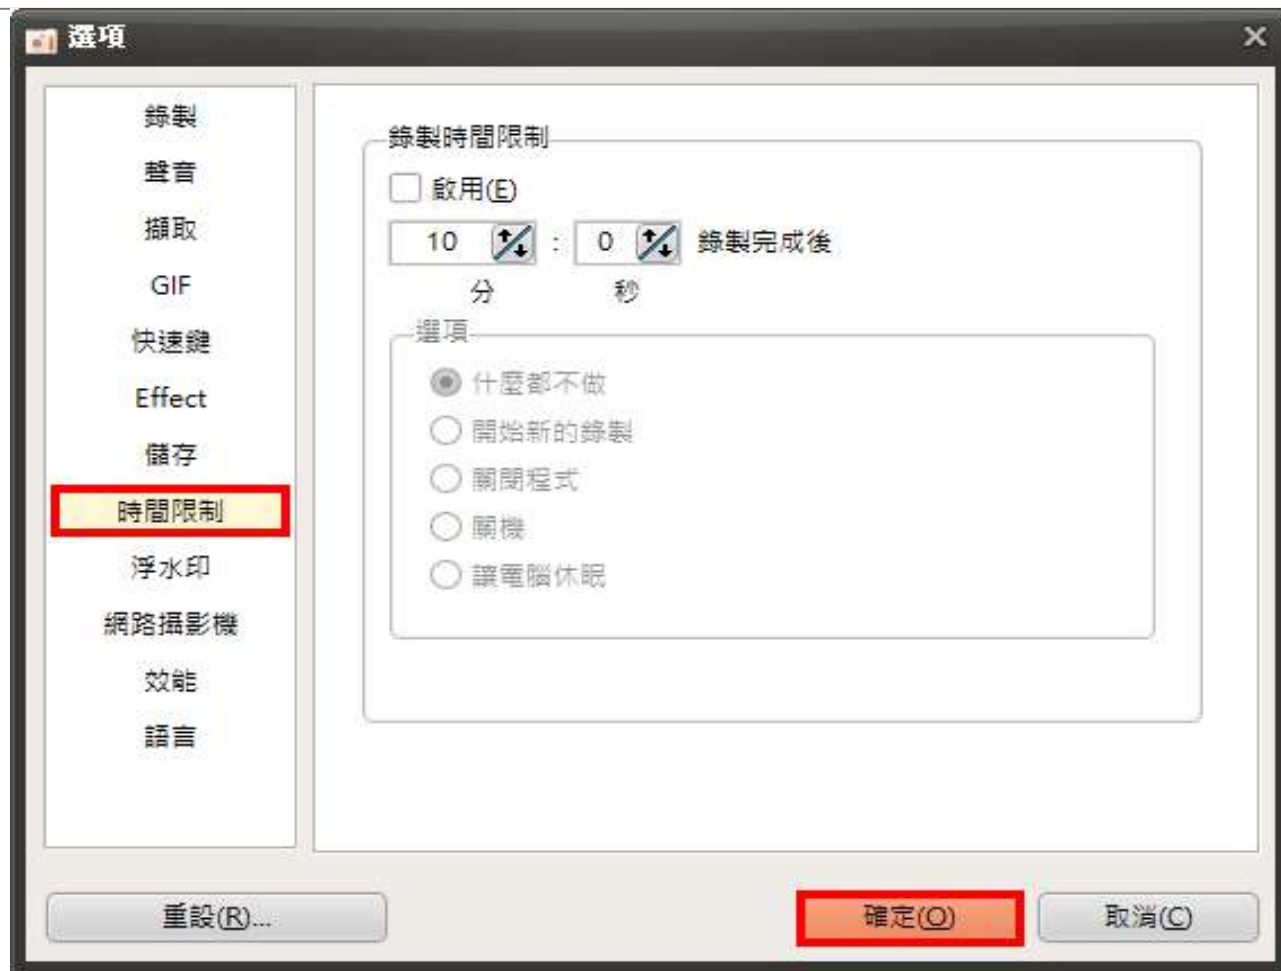 選項
錄製
聲音
擷取
GIF
快速鍵
Effect
儲存
時間限制
浮水印
網路攝影機
效能
語言
錄製時間限制
啟用(E)
10 : 0 錄製完成後
分 秒
選項
什麼都不做
開始新的錄製
關閉程式
關機
讓電腦休眠
重設(R)... 確定(O) 取消(C)